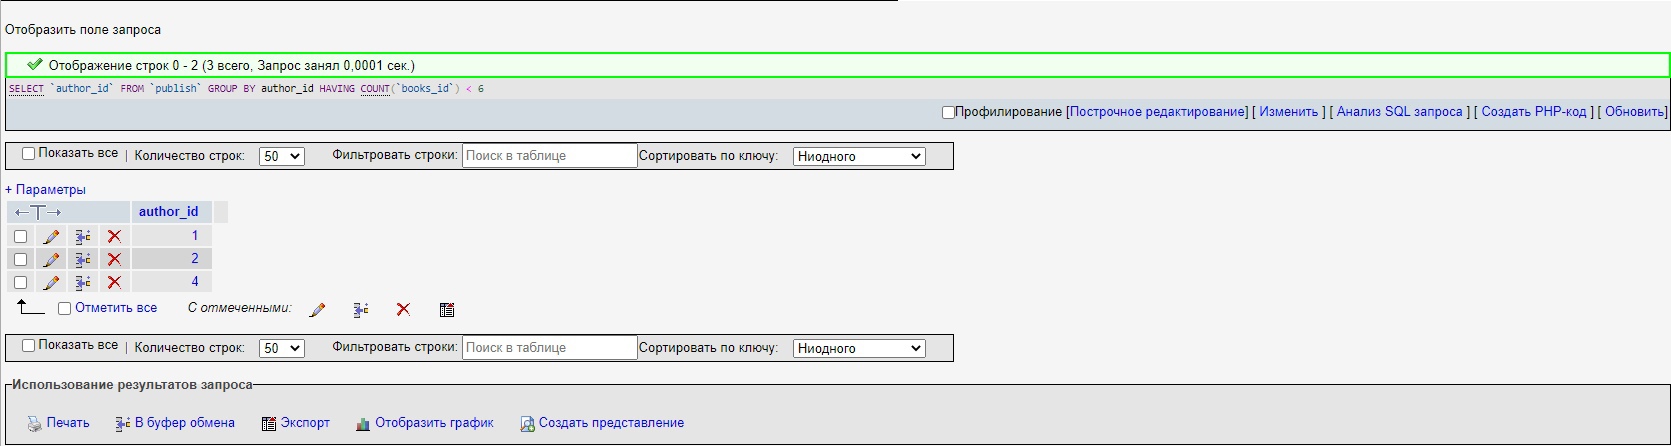 Отобразить поле запроса
Отображение строк 0 - 2 (3 всего, Запрос занял 0,0001 сек.)
SELECT `author_id` FROM `publish` GROUP BY author_id HAVING COUNT(`books_id`) < 6
Профилирование [Построчное редактирование] [ Изменить ] [ Анализ SQL запроса ] [ Создать PHP-код ] [ Обновить]
Показать все | Количество строк: 50 Фильтровать строки: Поиск в таблице Сортировать по ключу: Ниодного
+ Параметры
←T→ author_id
1
2
4
Отметить все С отмеченными:
Показать все | Количество строк: 50 Фильтровать строки: Поиск в таблице Сортировать по ключу: Ниодного
Использование результатов запроса
Печать В буфер обмена Экспорт Отобразить график Создать представление